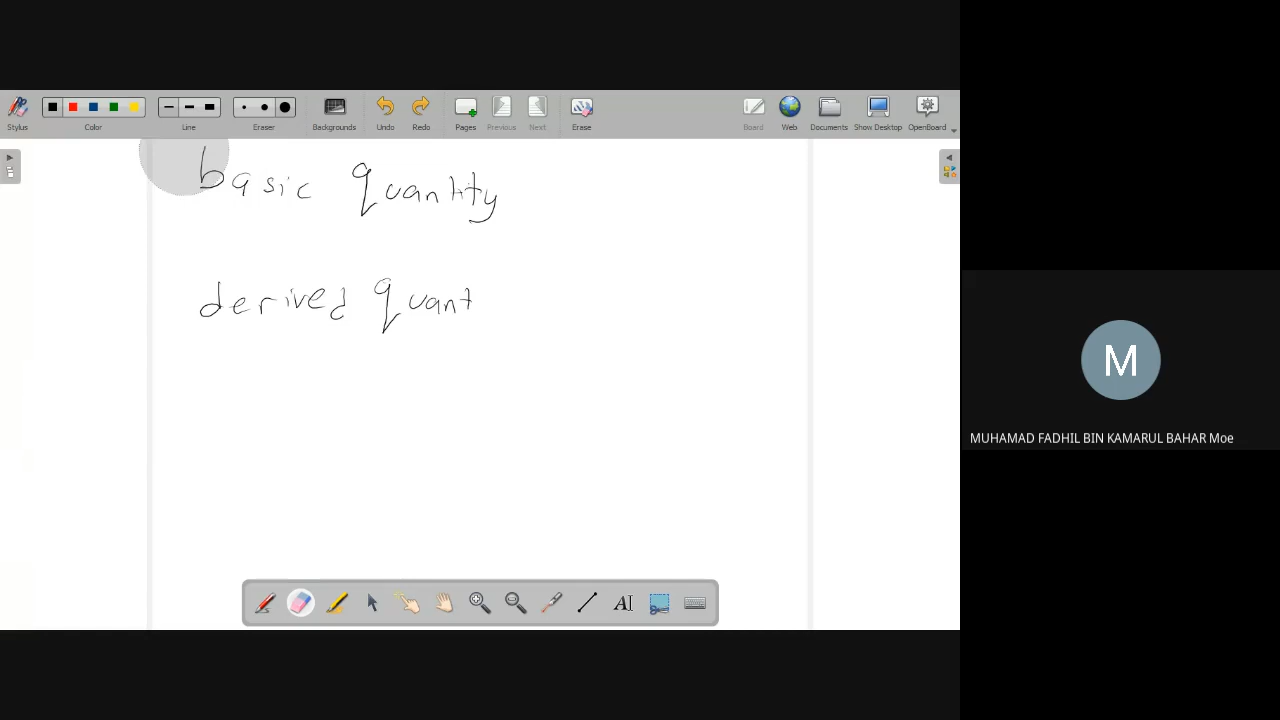 Stylus
Color
Line
Eraser
Backgrounds
Undo
Redo
Pages
Previous
Next
Erase
Board
Web
Documents
Show Desktop
OpenBoard
basic quantity
derived quant
AI
M
MUHAMAD FADHIL BIN KAMARUL BAHAR Moe